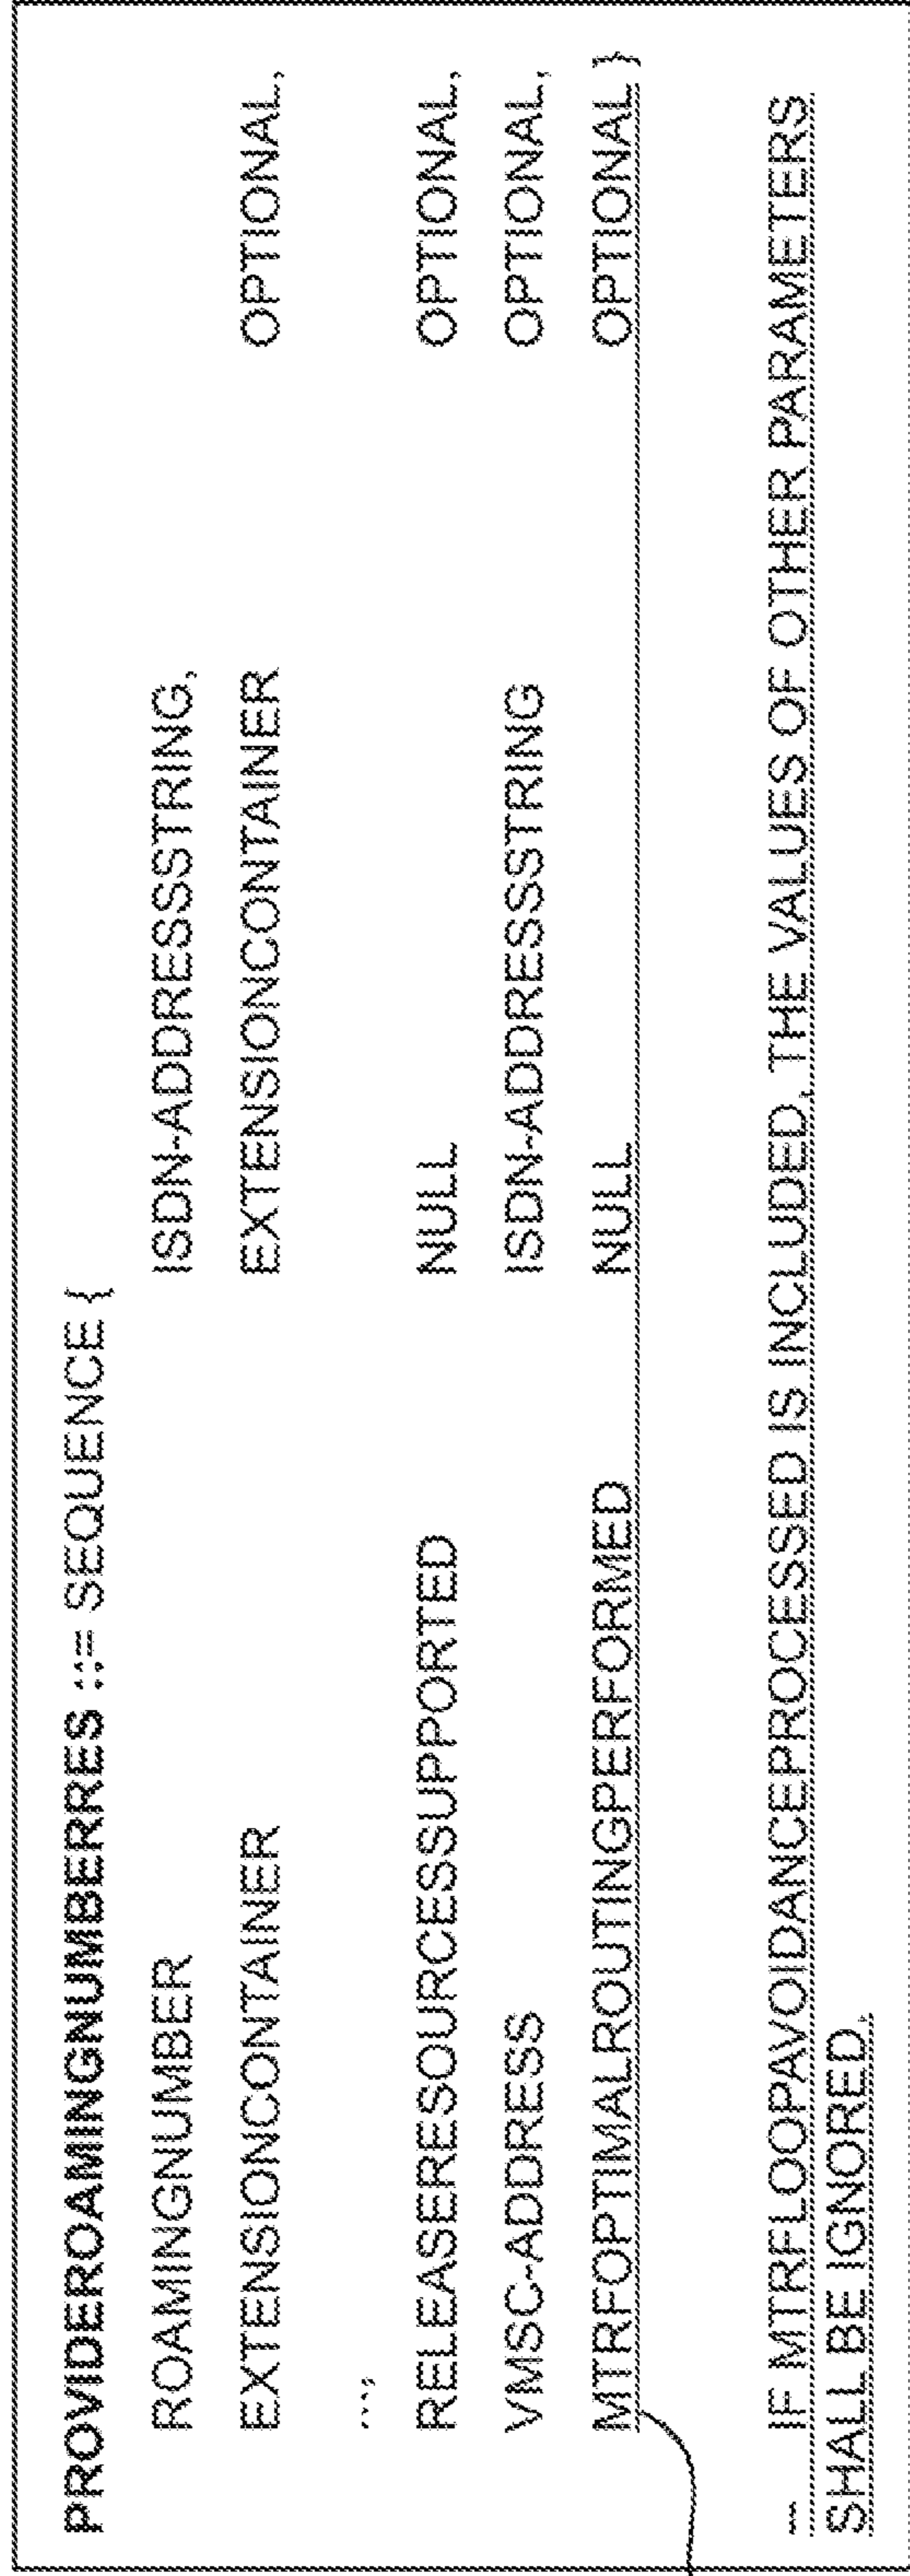 PROVIDEROAMINGNUMBERRES ::= SEQUENCE {
ROAMINGNUMBER ISDN-ADDRESSSTRING,
EXTENSIONCONTAINER EXTENSIONCONTAINER OPTIONAL,
...,
RELEASERESOURCESSUPPORTED NULL OPTIONAL,
VMSC-ADDRESS ISDN-ADDRESSSTRING OPTIONAL,
MTRFOPTIMALROUTINGPERFORMED NULL OPTIONAL }
-- IF MTRFLOOPAVOIDANCEPROCESSED IS INCLUDED, THE VALUES OF OTHER PARAMETERS
SHALL BE IGNORED.